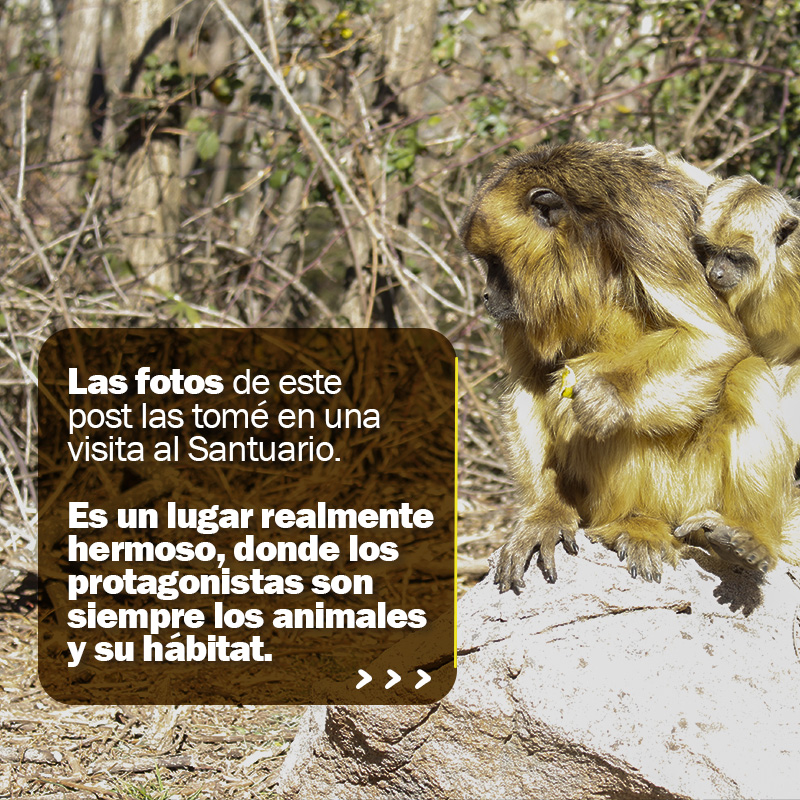 Las fotos de este
post las tomé en una
visita al Santuario.
Es un lugar realmente
hermoso, donde los
protagonistas son
siempre los animales
y su hábitat.
> > >